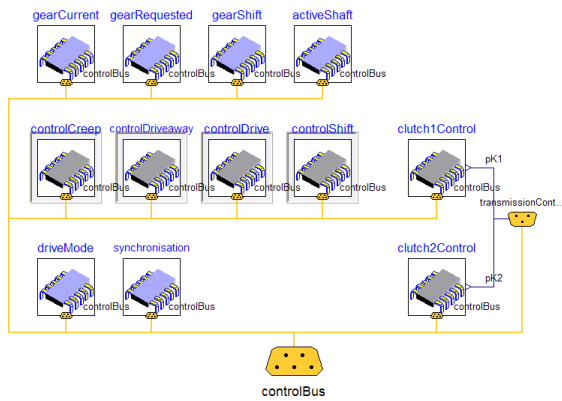 gearCurrent gearRequested gearShift activeShaft
controlBus controlBus controlBus controlBus
controlCreep controlDriveaway controlDrive controlShift clutch1Control
pK1
controlBus controlBus controlBus controlBus controlBus
transmissionCont..
driveMode synchronisation clutch2Control
pK2
controlBus controlBus controlBus
controlBus